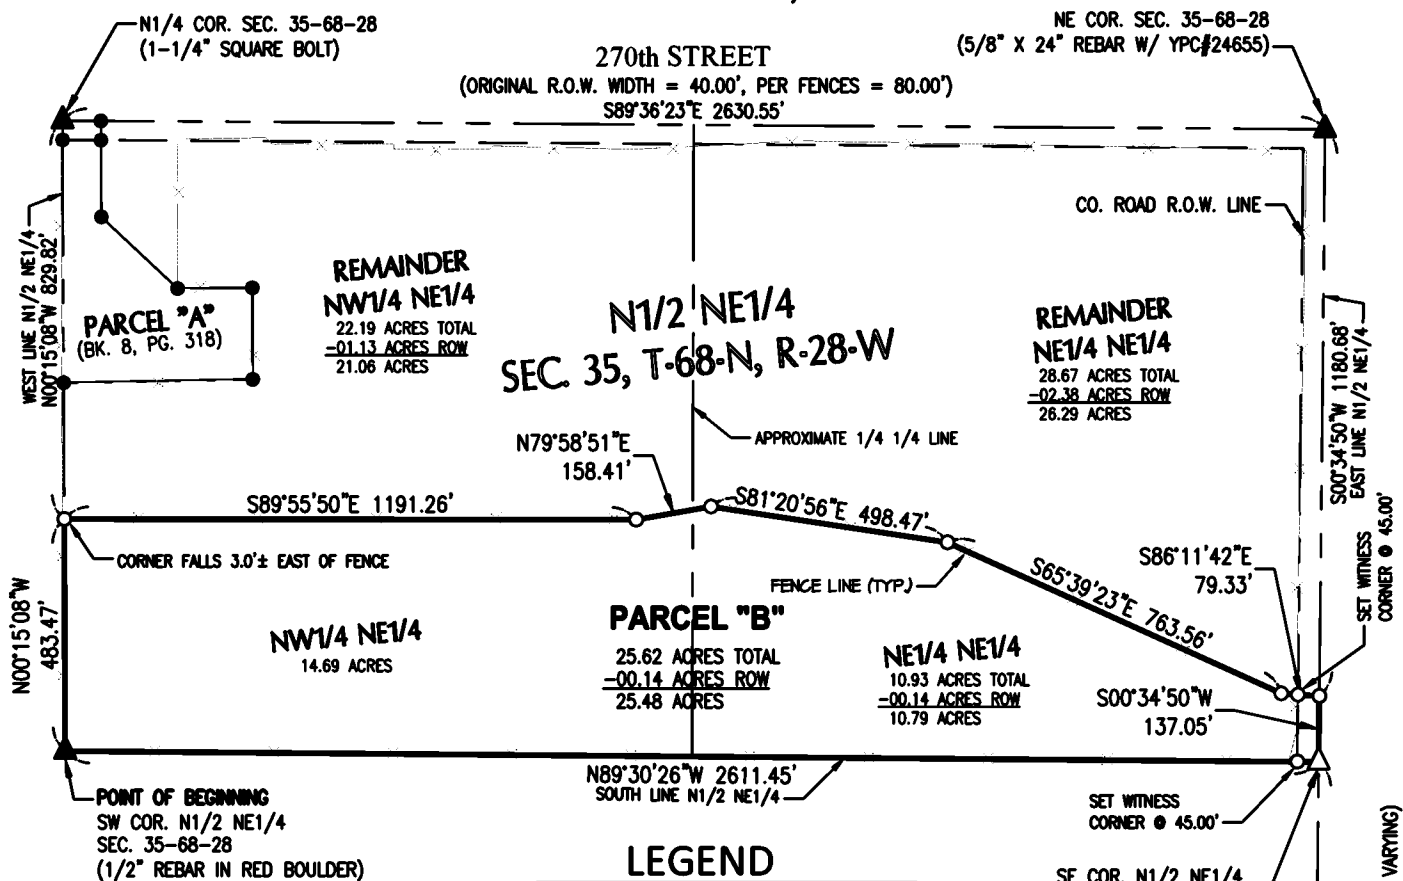 N1/4 COR. SEC. 35-68-28
(1-1/4" SQUARE BOLT)
NE COR. SEC. 35-68-28
(5/8" X 24" REBAR W/ YPC#24655)
270th STREET
(ORIGINAL R.O.W. WIDTH = 40.00', PER FENCES = 80.00')
S89°36'23"E 2630.55'
CO. ROAD R.O.W. LINE
WEST LINE N1/2 NE1/4
N00°15'08"W 829.82'
PARCEL "A"
(BK. 8, PG. 318)
REMAINDER
NW1/4 NE1/4
22.19 ACRES TOTAL
-01.13 ACRES ROW
21.06 ACRES
N1/2 NE1/4
SEC. 35, T-68-N, R-28-W
REMAINDER
NE1/4 NE1/4
28.67 ACRES TOTAL
-02.38 ACRES ROW
26.29 ACRES
S00°34'50"W 1180.68'
EAST LINE N1/2 NE1/4
APPROXIMATE 1/4 1/4 LINE
N79°58'51"E
158.41'
S89°55'50"E 1191.26'
S81°20'56"E 498.47'
CORNER FALLS 3.0'± EAST OF FENCE
FENCE LINE (TYP.)
S65°39'23"E 763.56'
S86°11'42"E
79.33'
SET WITNESS
CORNER @ 45.00'
N00°15'08"W
483.47'
NW1/4 NE1/4
14.69 ACRES
PARCEL "B"
25.62 ACRES TOTAL
-00.14 ACRES ROW
25.48 ACRES
NE1/4 NE1/4
10.93 ACRES TOTAL
-00.14 ACRES ROW
10.79 ACRES
S00°34'50"W
137.05'
N89°30'26"W 2611.45'
SOUTH LINE N1/2 NE1/4
POINT OF BEGINNING
SW COR. N1/2 NE1/4
SEC. 35-68-28
(1/2" REBAR IN RED BOULDER)
SET WITNESS
CORNER @ 45.00'
LEGEND
SE COR. N1/2 NE1/4
VARYING)